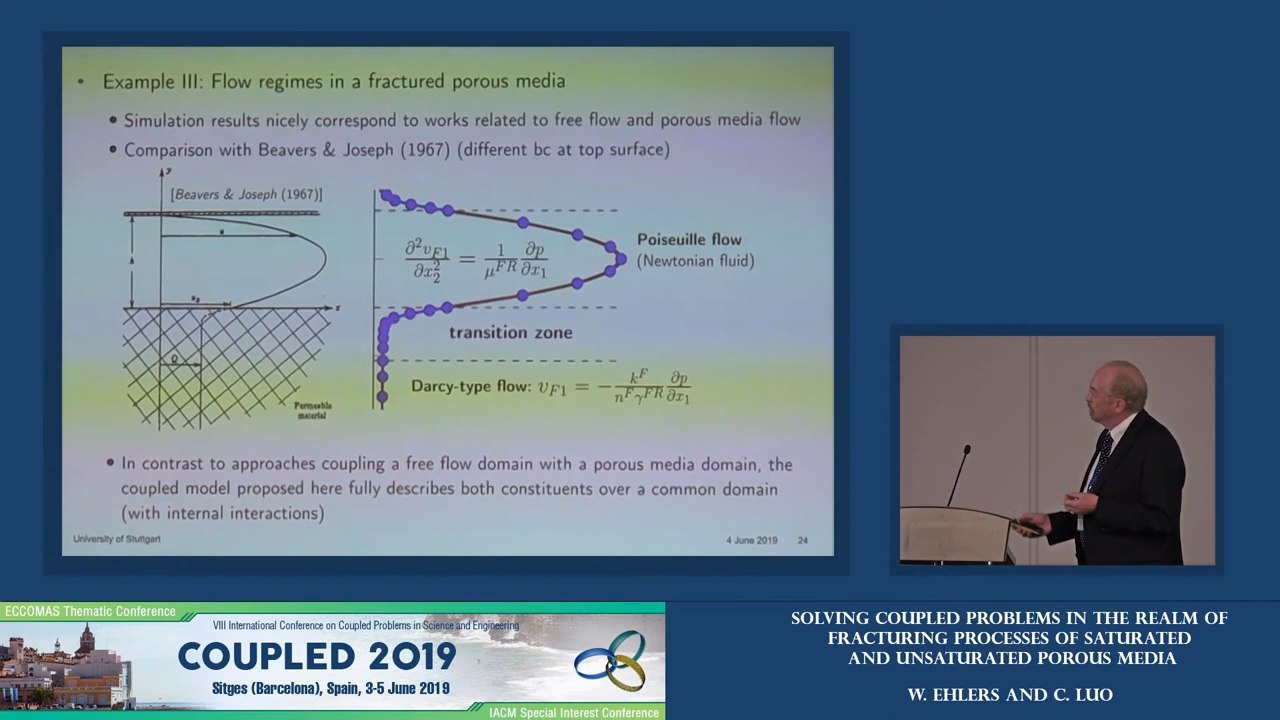 • Example III: Flow regimes in a fractured porous media
• Simulation results nicely correspond to works related to free flow and porous media flow
• Comparison with Beavers & Joseph (1967) (different bc at top surface)
y
[Beavers & Joseph (1967)]
u
h
x
Q
Permeable
material
∂²v_F1/∂x₂² = 1/μ^FR ∂p/∂x₁
Poiseuille flow
(Newtonian fluid)
transition zone
Darcy-type flow: v_F1 = − k^F/(n^F γ^FR) ∂p/∂x₁
• In contrast to approaches coupling a free flow domain with a porous media domain, the
coupled model proposed here fully describes both constituents over a common domain
(with internal interactions)
University of Stuttgart
4 June 2019 24
ECCOMAS Thematic Conference
VIII International Conference on Coupled Problems in Science and Engineering
COUPLED 2019
Sitges (Barcelona), Spain, 3-5 June 2019
IACM Special Interest Conference
SOLVING COUPLED PROBLEMS IN THE REALM OF
FRACTURING PROCESSES OF SATURATED
AND UNSATURATED POROUS MEDIA
W. EHLERS AND C. LUO